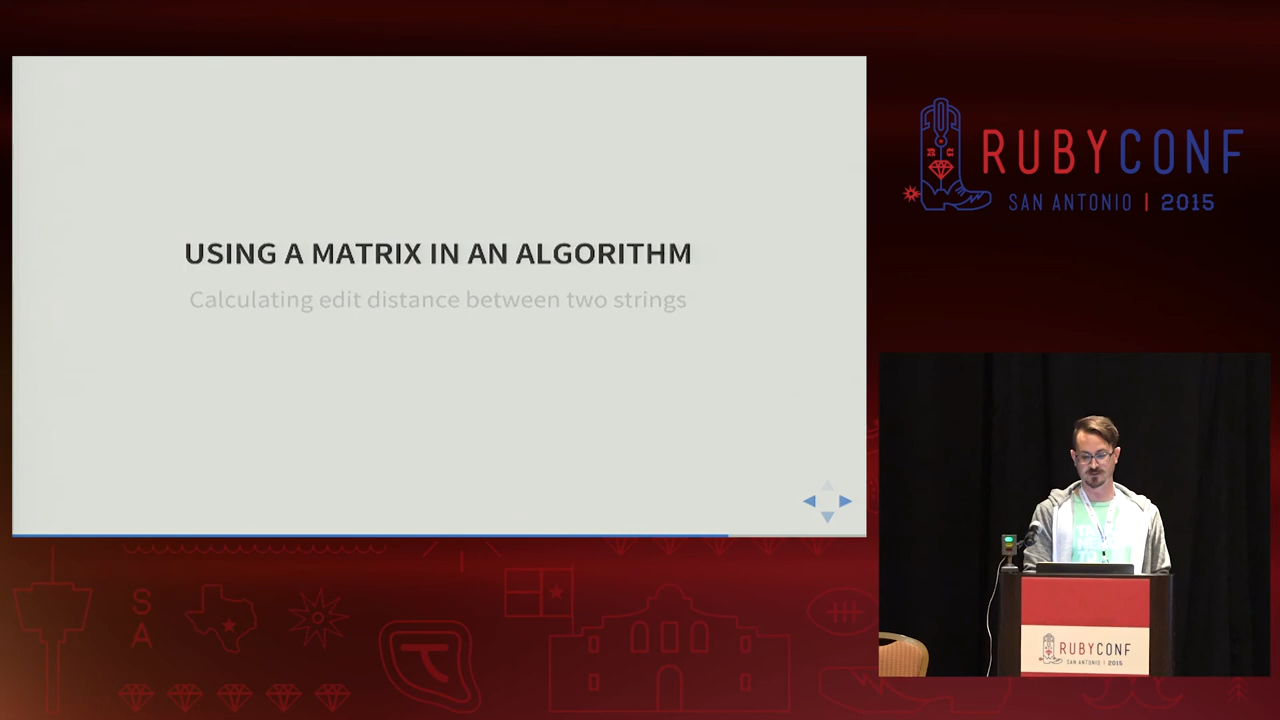 USING A MATRIX IN AN ALGORITHM
Calculating edit distance between two strings
RUBYCONF
SAN ANTONIO | 2015
S
A
RUBYCONF
SAN ANTONIO | 2015